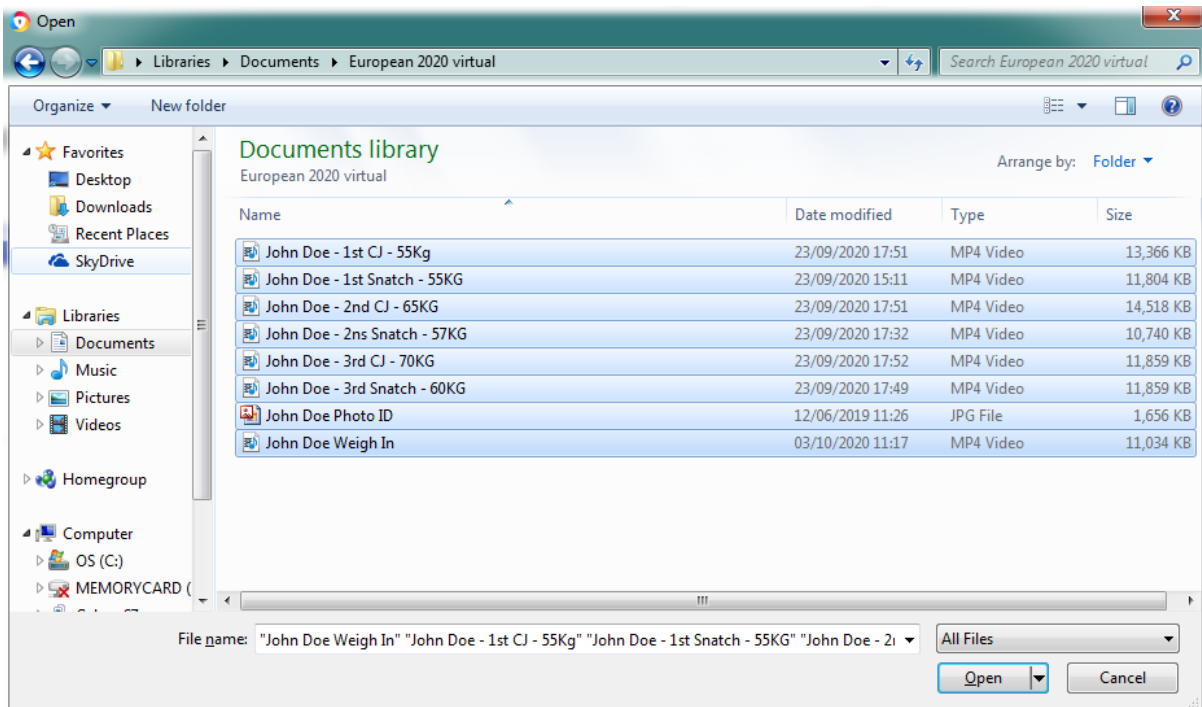 Open
Libraries Documents European 2020 virtual Search European 2020 virtual
Organize New folder
Favorites
Desktop
Downloads
Recent Places
SkyDrive
Libraries
Documents
Music
Pictures
Videos
Homegroup
Computer
OS (C:)
MEMORYCARD (
Documents library
European 2020 virtual
Arrange by: Folder
Name Date modified Type Size
John Doe - 1st CJ - 55Kg 23/09/2020 17:51 MP4 Video 13,366 KB
John Doe - 1st Snatch - 55KG 23/09/2020 15:11 MP4 Video 11,804 KB
John Doe - 2nd CJ - 65KG 23/09/2020 17:51 MP4 Video 14,518 KB
John Doe - 2ns Snatch - 57KG 23/09/2020 17:32 MP4 Video 10,740 KB
John Doe - 3rd CJ - 70KG 23/09/2020 17:52 MP4 Video 11,859 KB
John Doe - 3rd Snatch - 60KG 23/09/2020 17:49 MP4 Video 11,859 KB
John Doe Photo ID 12/06/2019 11:26 JPG File 1,656 KB
John Doe Weigh In 03/10/2020 11:17 MP4 Video 11,034 KB
File name: "John Doe Weigh In" "John Doe - 1st CJ - 55Kg" "John Doe - 1st Snatch - 55KG" "John Doe - 2 All Files
Open Cancel